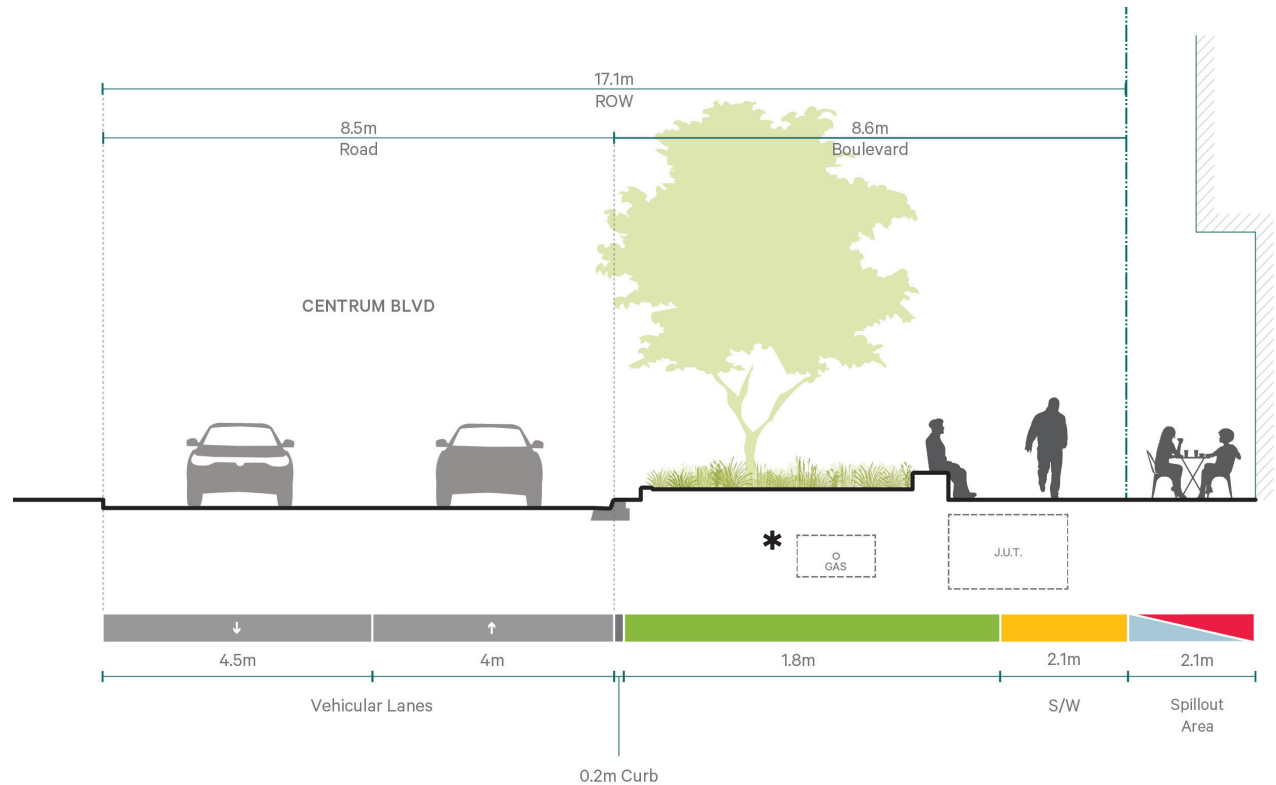 17.1m
ROW
8.5m
Road
8.6m
Boulevard
CENTRUM BLVD
*
GAS
J.U.T.
↓
↑
4.5m
4m
1.8m
2.1m
2.1m
Vehicular Lanes
S/W
Spillout
Area
0.2m Curb